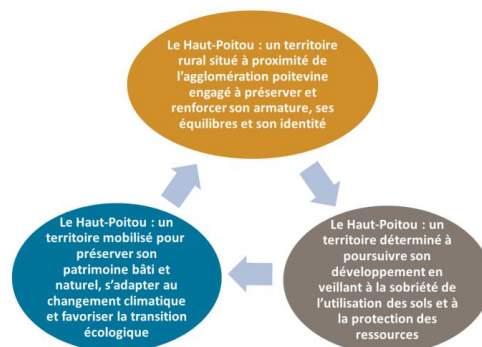 Le Haut-Poitou : un territoire
rural situé à proximité de
l'agglomération poitevine
engagé à préserver et
renforcer son armature, ses
équilibres et son identité
Le Haut-Poitou : un
territoire mobilisé pour
préserver son
patrimoine bâti et
naturel, s'adapter au
changement climatique
et favoriser la transition
écologique
Le Haut-Poitou : un
territoire déterminé à
poursuivre son
développement en
veillant à la sobriété de
l'utilisation des sols et à
la protection des
ressources